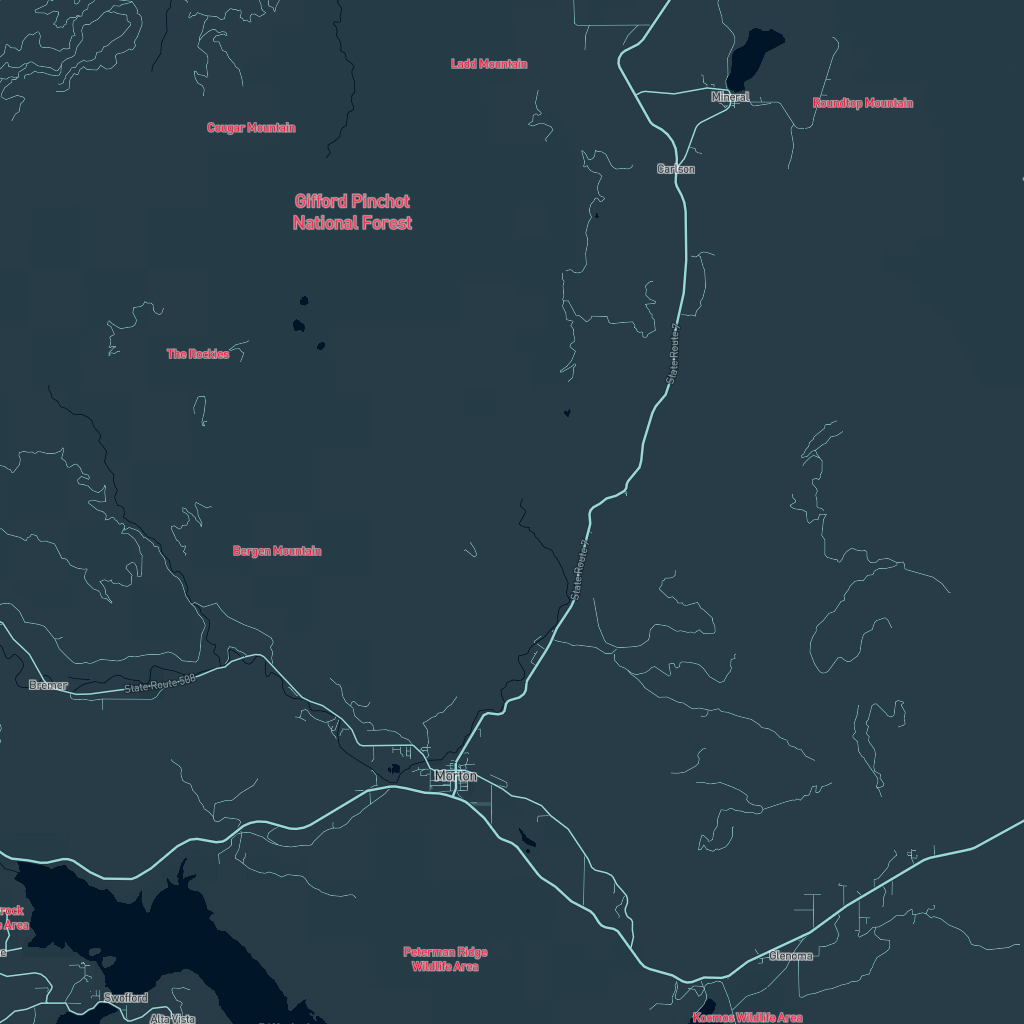 Ladd Mountain
Mineral
Roundtop Mountain
Cougar Mountain
Carlson
Gifford Pinchot
National Forest
State Route 7
The Rockies
Bergen Mountain
State Route 7
Bremer
State Route 508
Morton
rock
Area
Peterman Ridge
Wildlife Area
Glenoma
Swofford
Alta Vista
Kosmos Wildlife Area